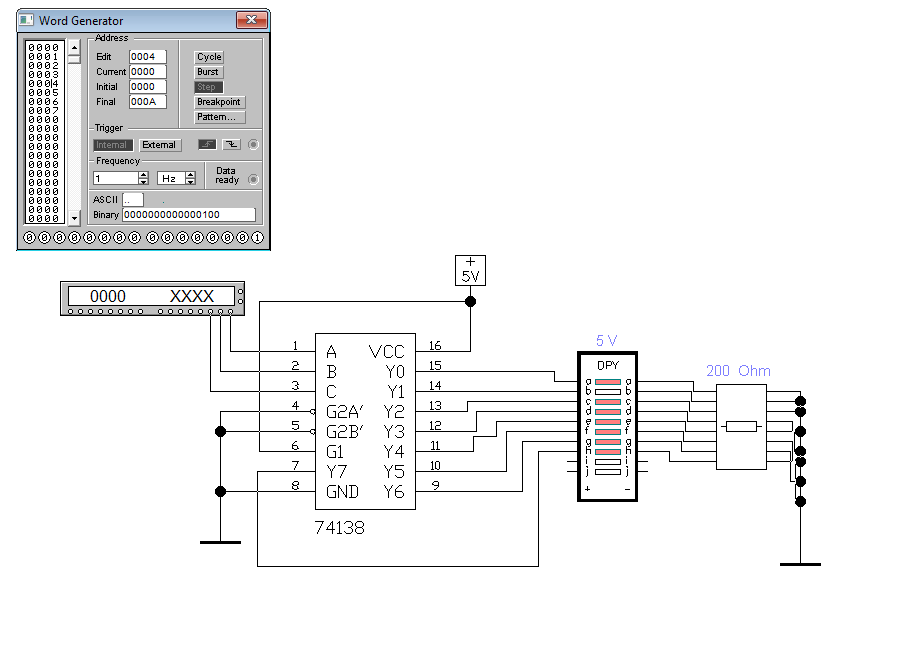 Word Generator
0000
0001
0002
0003
0004
0005
0006
0007
0000
0000
0000
0000
0000
0000
0000
0000
0000
0000
0000
0000
Address
Edit 0004
Current 0000
Initial 0000
Final 000A
Cycle
Burst
Step
Breakpoint
Pattern...
Trigger
Internal External
Frequency
1 Hz
Data
ready
ASCII ..  .
Binary 0000000000000100
0 0 0 0 0 0 0 0 0 0 0 0 0 0 0 1
+
5V
0000 XXXX
1 A VCC 16
2 B Y0 15
3 C Y1 14
4 G2A' Y2 13
5 G2B' Y3 12
6 G1 Y4 11
7 Y7 Y5 10
8 GND Y6 9
74138
5 V
DPY
a a
b b
c c
d d
e e
f f
g g
h h
i i
j j
+ −
200 Ohm